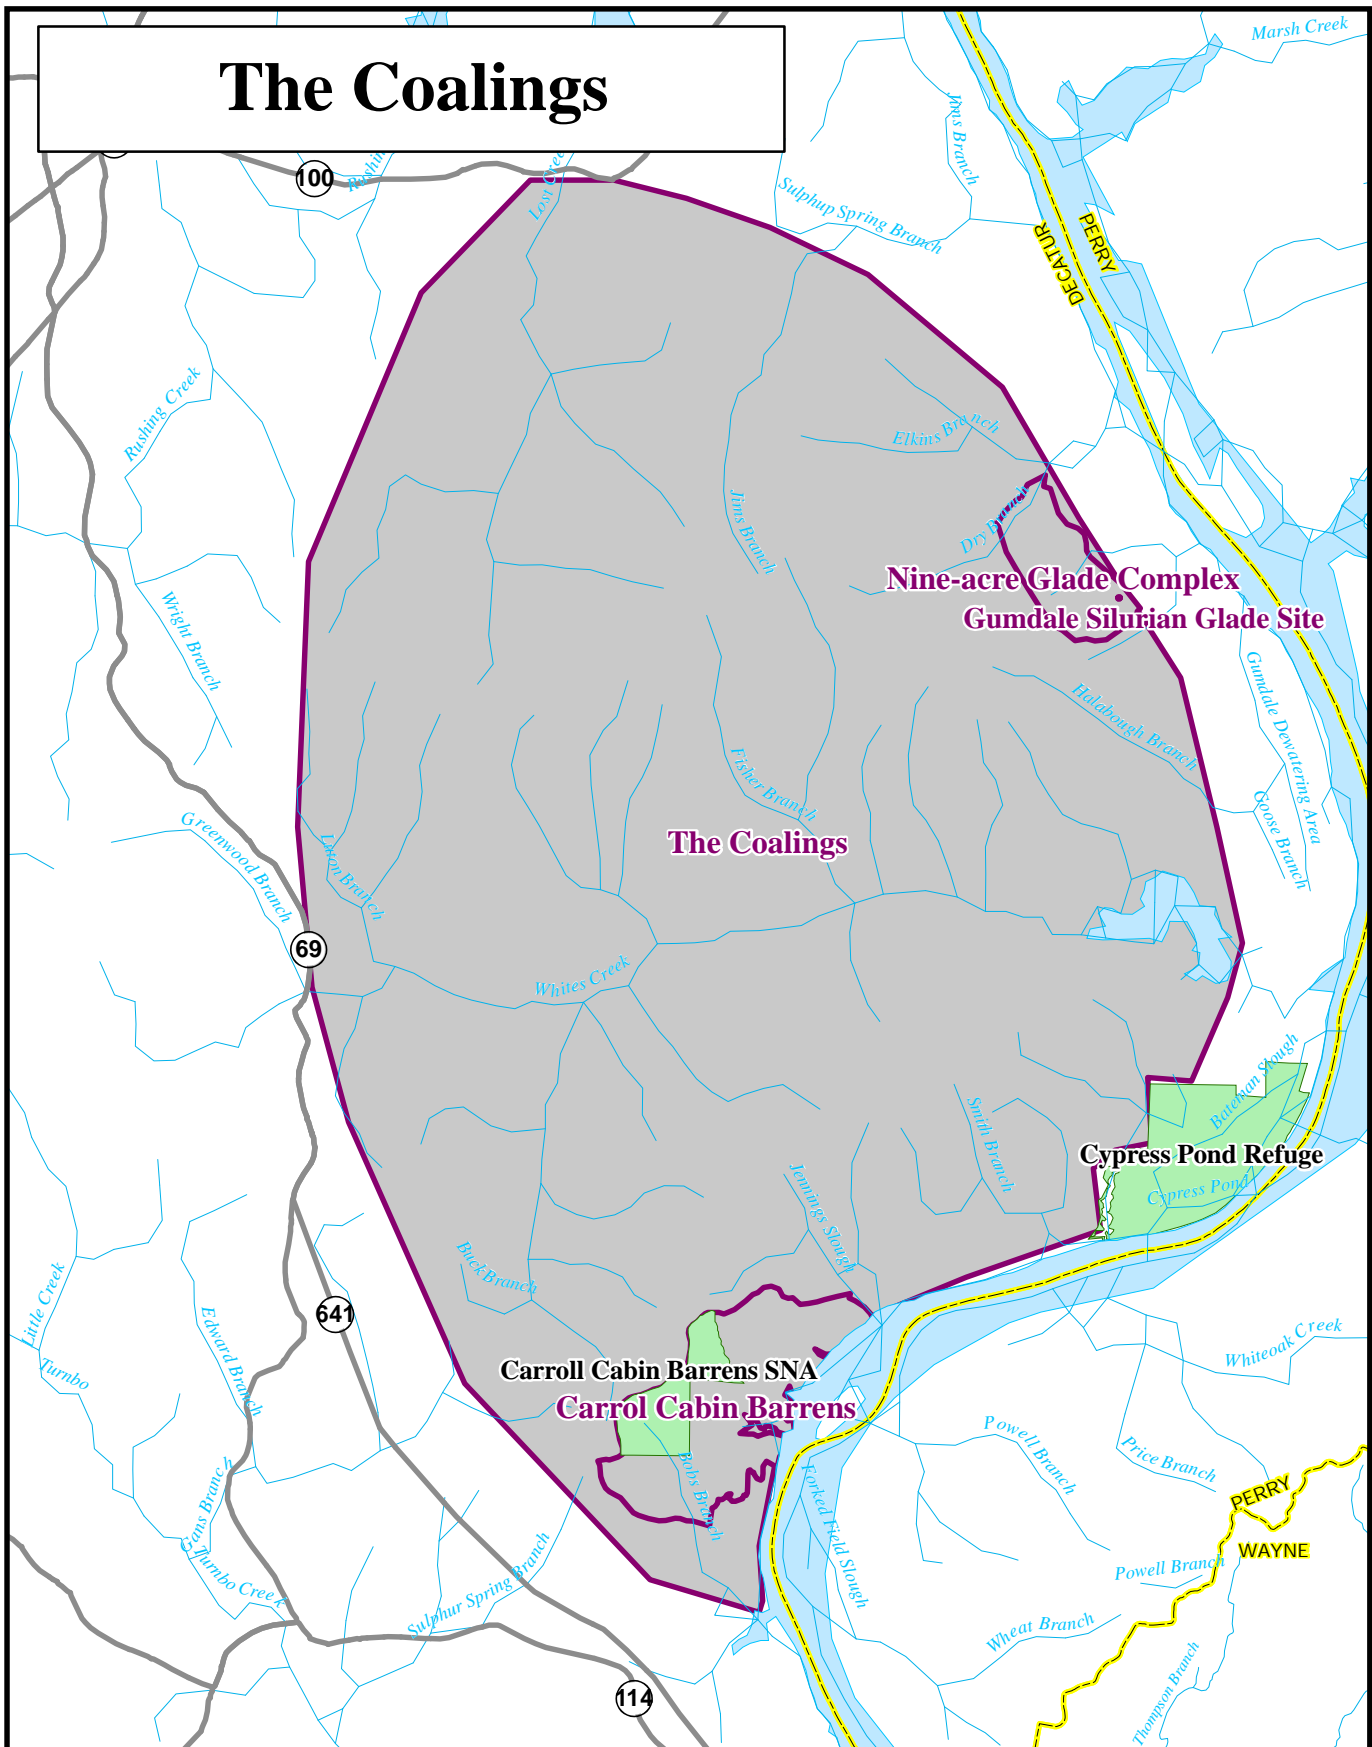 The Coalings
Marsh Creek
Jims Branch
100
Lost Creek
Sulphup Spring Branch
PERRY
DECATUR
Rushing Creek
Elkins Branch
Jims Branch
Dry Branch
Nine-acre Glade Complex
Gumdale Silurian Glade Site
Wright Branch
Gumdale Dewatering Area
Halabough Branch
Fisher Branch
Goose Branch
Greenwood Branch
Luton Branch
The Coalings
69
Whites Creek
Bateman Slough
Smith Branch
Cypress Pond Refuge
Cypress Pond
Jennings Slough
Buck Branch
Little Creek
Edward Branch
641
Whiteoak Creek
Turnbo
Carroll Cabin Barrens SNA
Carrol Cabin Barrens
Powell Branch
Price Branch
Bobs Branch
Forked Field Slough
Gans Branch
PERRY
WAYNE
Turnbo Creek
Sulphur Spring Branch
Powell Branch
Wheat Branch
Thompson Branch
114